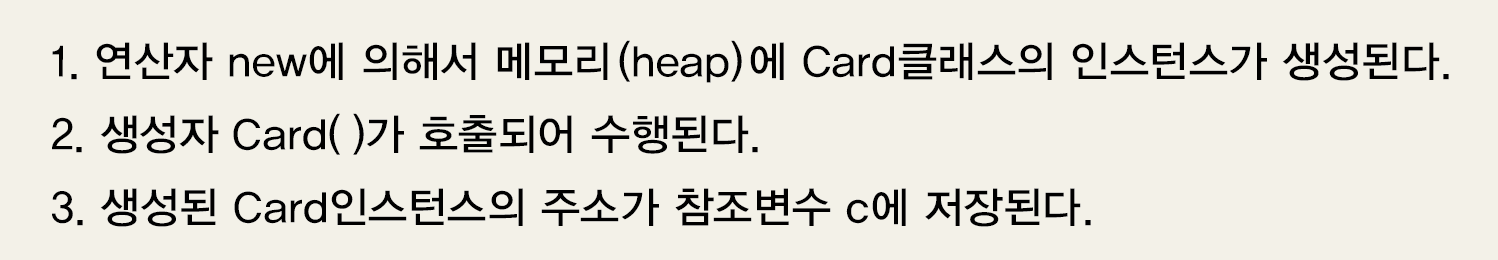 1. 연산자 new에 의해서 메모리(heap)에 Card클래스의 인스턴스가 생성된다.
2. 생성자 Card( )가 호출되어 수행된다.
3. 생성된 Card인스턴스의 주소가 참조변수 c에 저장된다.